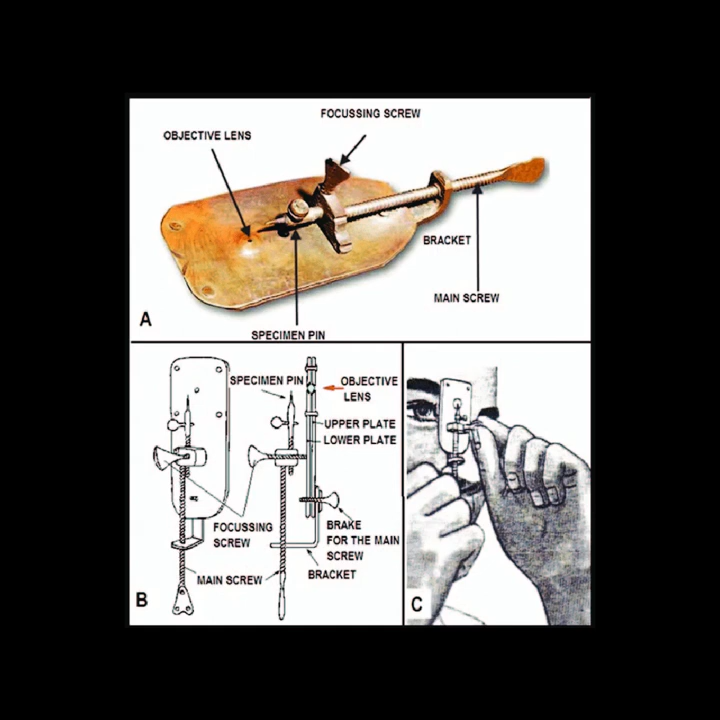 FOCUSSING SCREW
OBJECTIVE LENS
BRACKET
MAIN SCREW
A
SPECIMEN PIN
SPECIMEN PIN
OBJECTIVE
LENS
UPPER PLATE
LOWER PLATE
FOCUSSING
SCREW
BRAKE
FOR THE MAIN
SCREW
MAIN SCREW
BRACKET
B
C